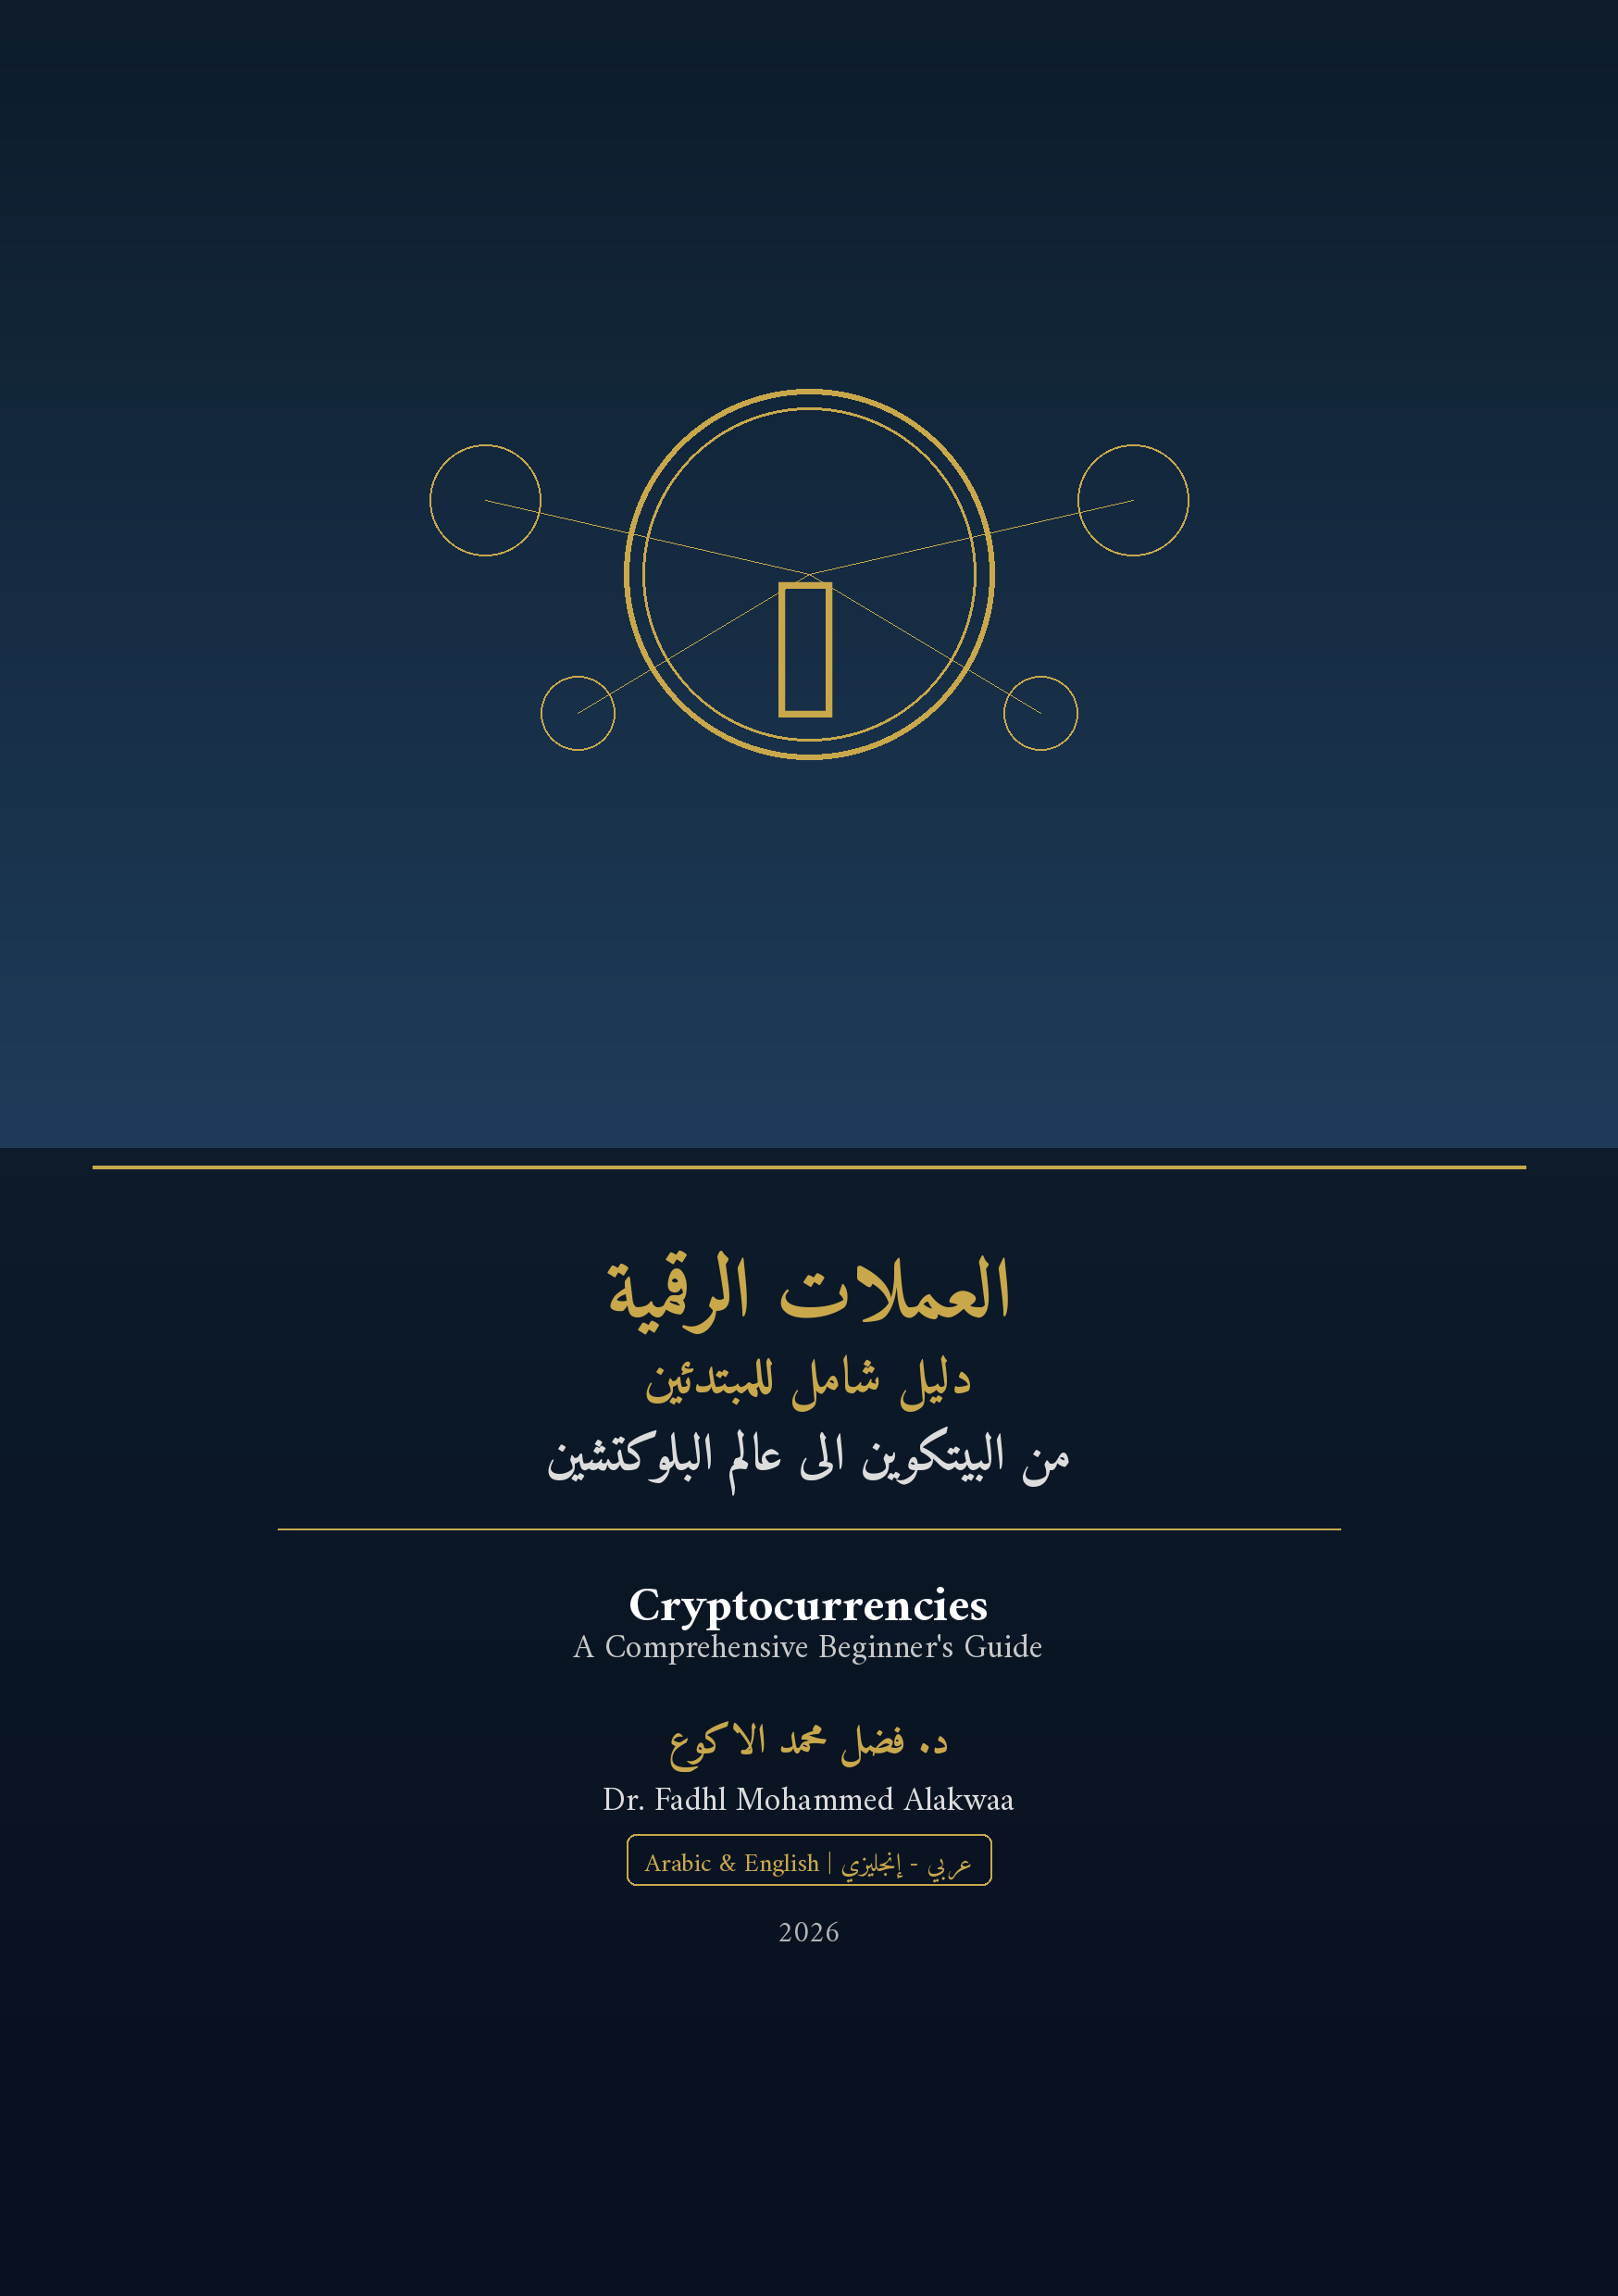 العملات الرقمية
دليل شامل للمبتدئين
من البيتكوين الى عالم البلوكتشين
Cryptocurrencies
A Comprehensive Beginner's Guide
د. فضل محمد الاكوع
Dr. Fadhl Mohammed Alakwaa
Arabic & English | عربي - إنجليزي
2026